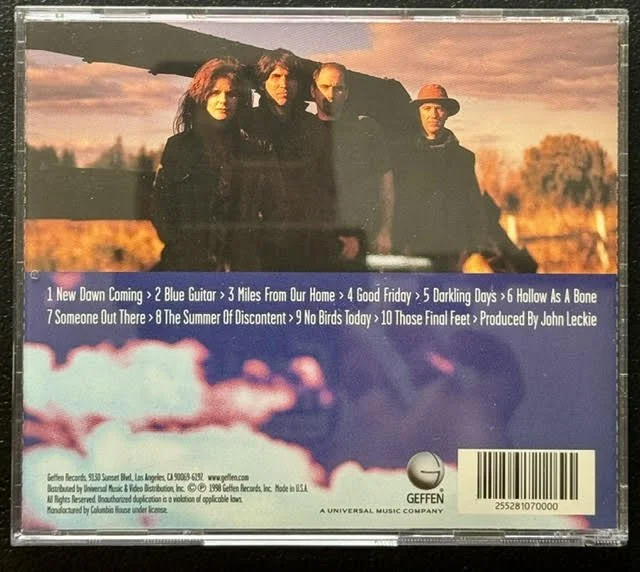 1 New Dawn Coming > 2 Blue Guitar > 3 Miles From Our Home > 4 Good Friday > 5 Darkling Days > 6 Hollow As A Bone
7 Someone Out There > 8 The Summer Of Discontent > 9 No Birds Today > 10 Those Final Feet > Produced By John Leckie
Geffen Records, 9130 Sunset Blvd., Los Angeles, CA 90069-6197. www.geffen.com
Distributed by Universal Music & Video Distribution, Inc. © ℗ 1998 Geffen Records, Inc. Made in U.S.A.
All Rights Reserved. Unauthorized duplication is a violation of applicable laws.
Manufactured by Columbia House under license.
G
GEFFEN
A UNIVERSAL MUSIC COMPANY
255281070000